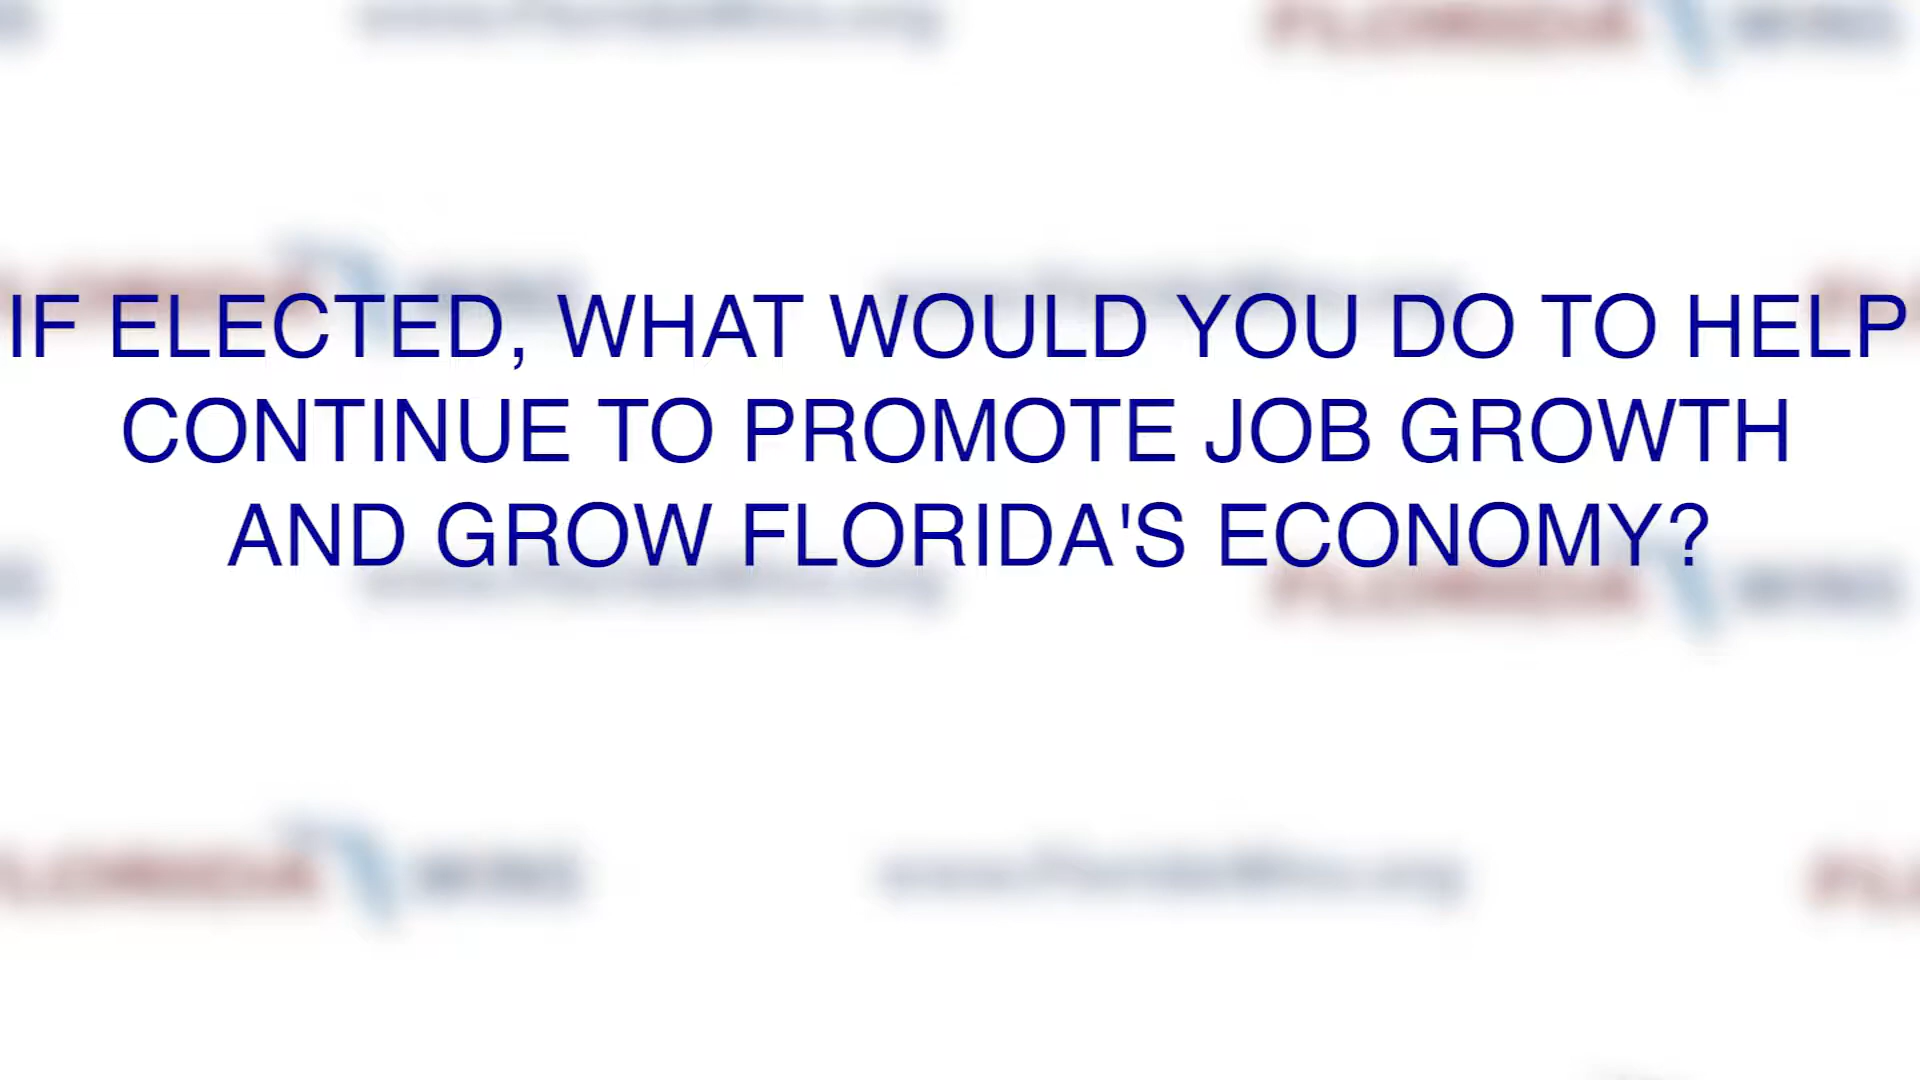 IF ELECTED, WHAT WOULD YOU DO TO HELP
CONTINUE TO PROMOTE JOB GROWTH
AND GROW FLORIDA'S ECONOMY?